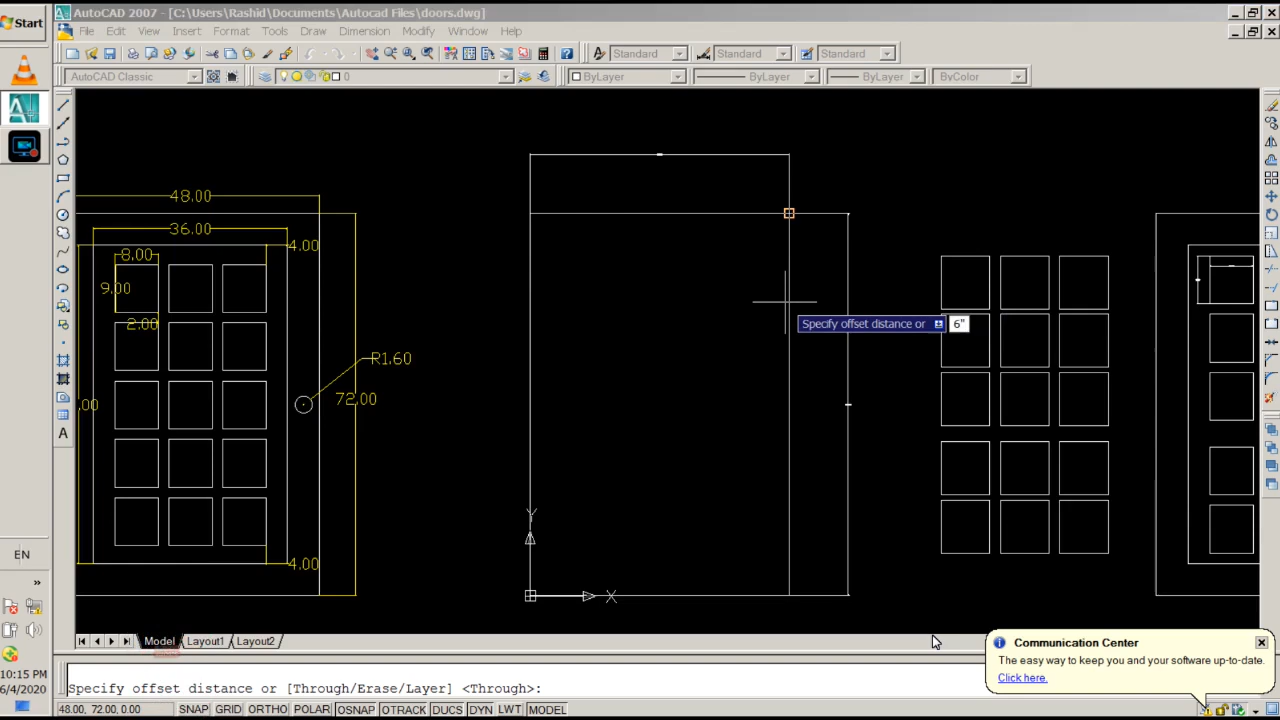 Start
AutoCAD 2007 - [C:\Users\Rashid\Documents\Autocad Files\doors.dwg]
File Edit View Insert Format Tools Draw Dimension Modify Window Help
Standard Standard Standard
AutoCAD Classic 0 ByLayer ByLayer ByLayer ByColor
48.00
36.00
4.00
8.00
9.00
2.00
R1.60
72.00
.00
4.00
Y
X
Specify offset distance or 6"
A
EN
»
10:15 PM
6/4/2020
Model Layout1 Layout2
Communication Center
The easy way to keep you and your software up-to-date.
Click here.
Specify offset distance or [Through/Erase/Layer] <Through>:
48.00, 72.00, 0.00 SNAP GRID ORTHO POLAR OSNAP OTRACK DUCS DYN LWT MODEL